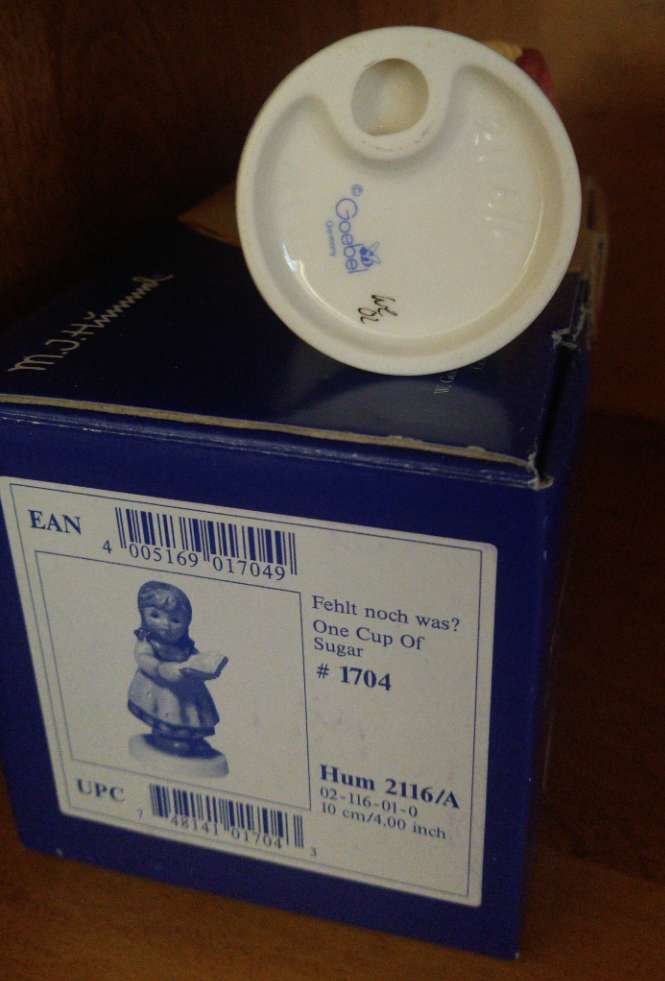 © Goebel
Germany
M.J. Hummel
W. Go
EAN
4 005169 017049
Fehlt noch was?
One Cup Of
Sugar
# 1704
Hum 2116/A
02-116-01-0
10 cm/4.00 inch
UPC
7 48141 01704 3